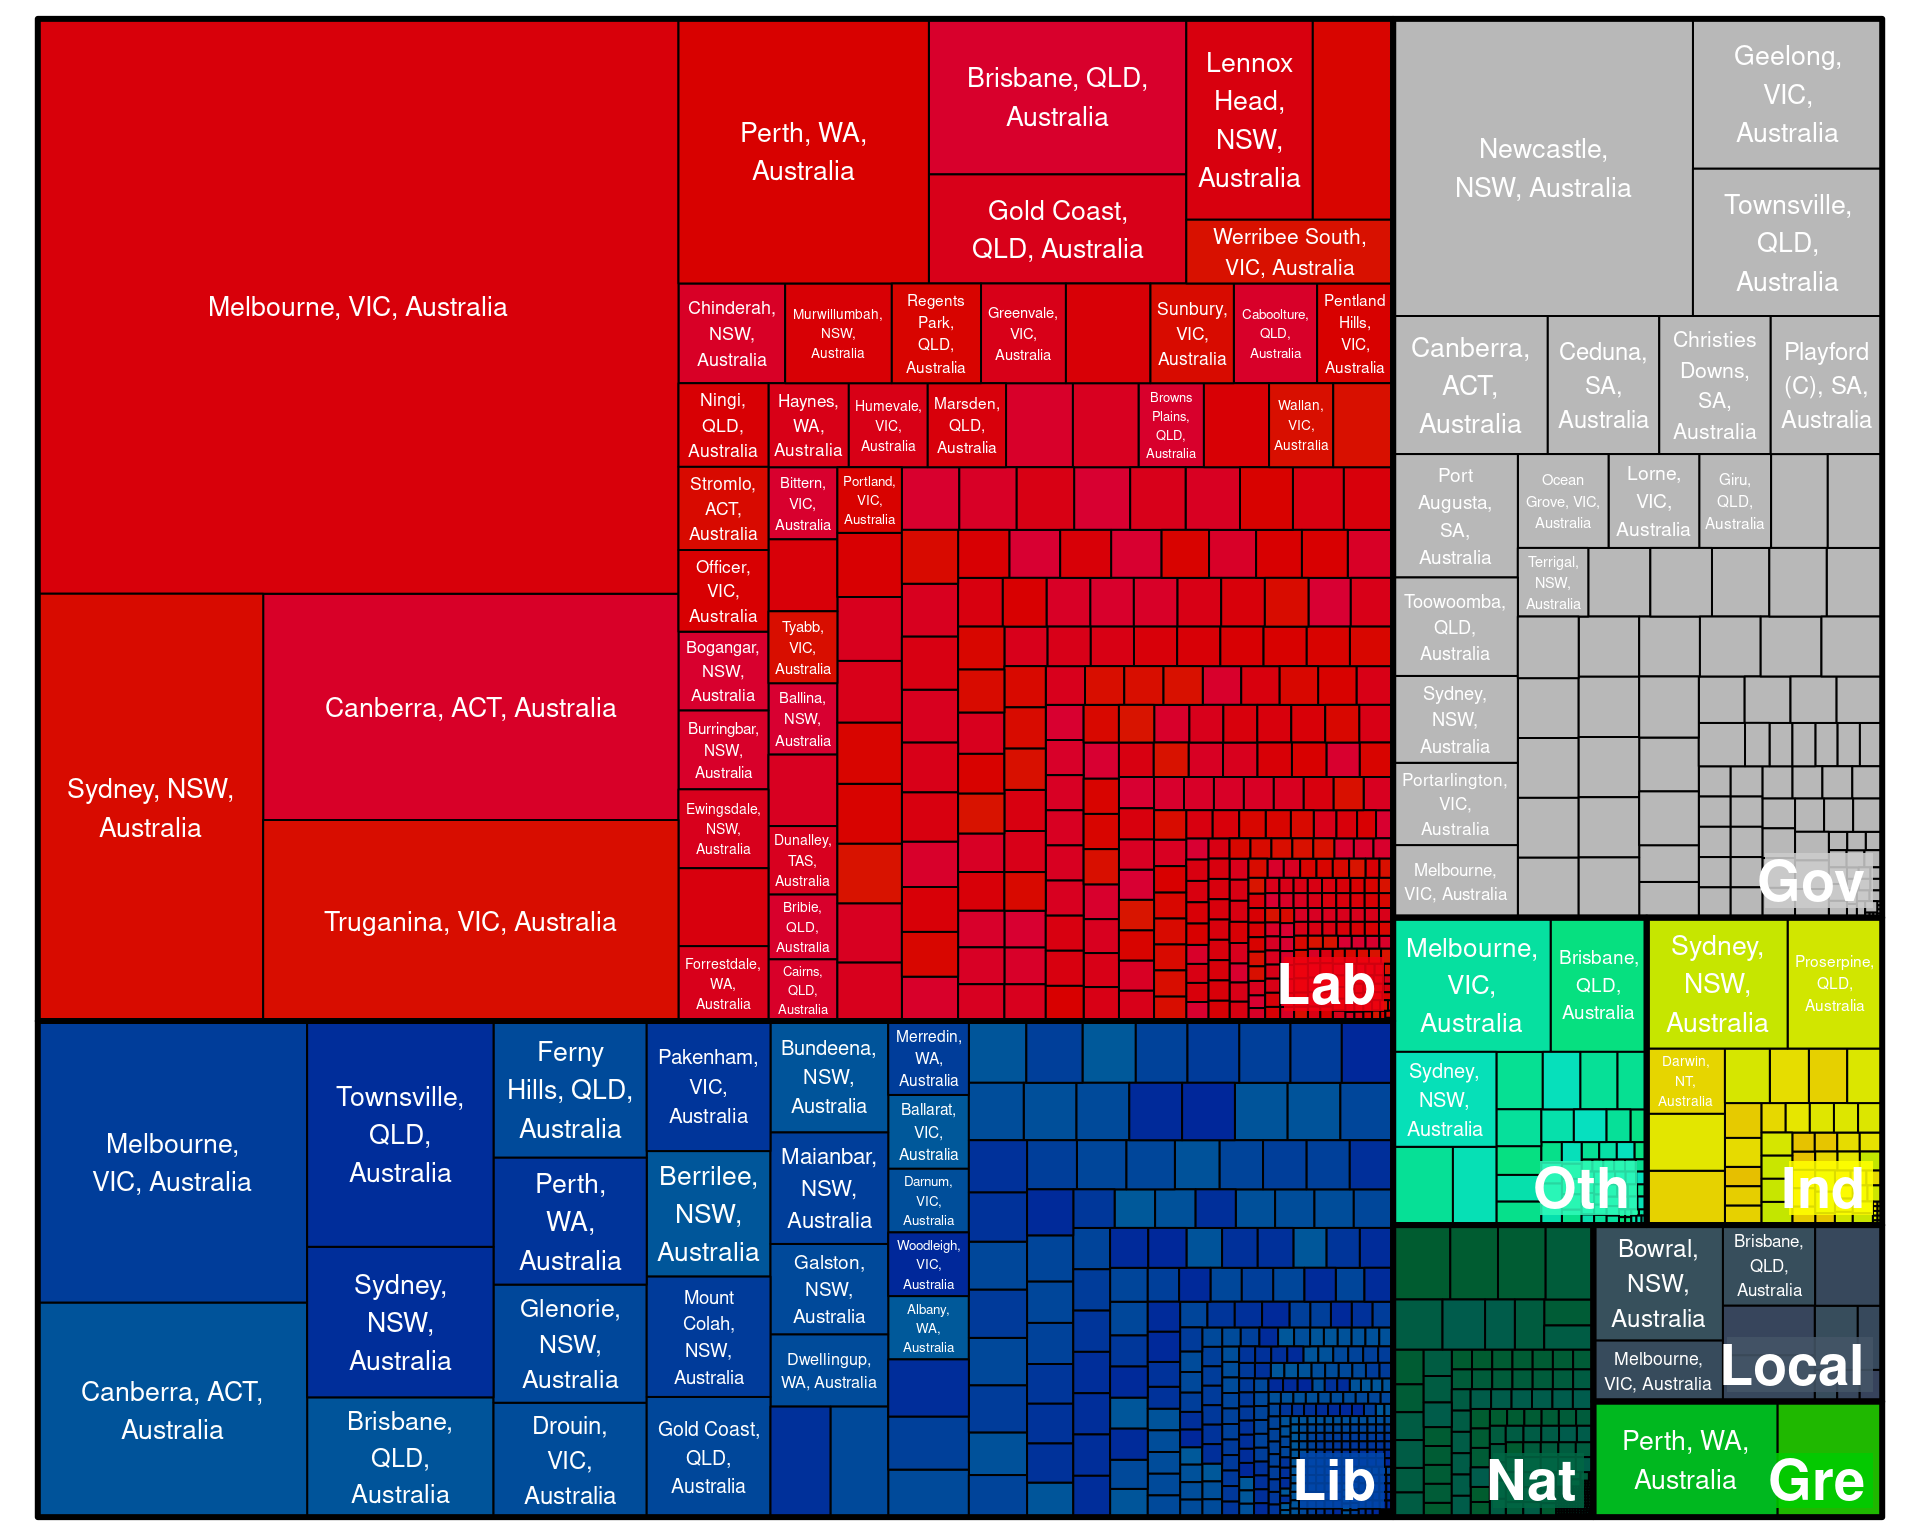 Melbourne, VIC, Australia
Sydney, NSW,
Australia
Canberra, ACT, Australia
Truganina, VIC, Australia
Perth, WA,
Australia
Brisbane, QLD,
Australia
Gold Coast,
QLD, Australia
Lennox
Head,
NSW,
Australia
Werribee South,
VIC, Australia
Chinderah,
NSW,
Australia
Murwillumbah,
NSW,
Australia
Regents
Park,
QLD,
Australia
Greenvale,
VIC,
Australia
Sunbury,
VIC,
Australia
Caboolture,
QLD,
Australia
Pentland
Hills,
VIC,
Australia
Ningi,
QLD,
Australia
Haynes,
WA,
Australia
Humevale,
VIC,
Australia
Marsden,
QLD,
Australia
Browns
Plains,
QLD,
Australia
Wallan,
VIC,
Australia
Stromlo,
ACT,
Australia
Officer,
VIC,
Australia
Bogangar,
NSW,
Australia
Burringbar,
NSW,
Australia
Ewingsdale,
NSW,
Australia
Forrestdale,
WA,
Australia
Bittern,
VIC,
Australia
Portland,
VIC,
Australia
Tyabb,
VIC,
Australia
Ballina,
NSW,
Australia
Dunalley,
TAS,
Australia
Bribie,
QLD,
Australia
Cairns,
QLD,
Australia
Lab
Newcastle,
NSW, Australia
Geelong,
VIC,
Australia
Townsville,
QLD,
Australia
Canberra,
ACT,
Australia
Ceduna,
SA,
Australia
Christies
Downs,
SA,
Australia
Playford
(C), SA,
Australia
Port
Augusta,
SA,
Australia
Ocean
Grove, VIC,
Australia
Lorne,
VIC,
Australia
Giru,
QLD,
Australia
Terrigal,
NSW,
Australia
Toowoomba,
QLD,
Australia
Sydney,
NSW,
Australia
Portarlington,
VIC,
Australia
Melbourne,
VIC, Australia
Gov
Melbourne,
VIC,
Australia
Brisbane,
QLD,
Australia
Sydney,
NSW,
Australia
Oth
Sydney,
NSW,
Australia
Proserpine,
QLD,
Australia
Darwin,
NT,
Australia
Ind
Melbourne,
VIC, Australia
Canberra, ACT,
Australia
Townsville,
QLD,
Australia
Sydney,
NSW,
Australia
Brisbane,
QLD,
Australia
Ferny
Hills, QLD,
Australia
Perth,
WA,
Australia
Glenorie,
NSW,
Australia
Drouin,
VIC,
Australia
Pakenham,
VIC,
Australia
Berrilee,
NSW,
Australia
Mount
Colah,
NSW,
Australia
Gold Coast,
QLD,
Australia
Bundeena,
NSW,
Australia
Maianbar,
NSW,
Australia
Galston,
NSW,
Australia
Dwellingup,
WA, Australia
Merredin,
WA,
Australia
Ballarat,
VIC,
Australia
Darnum,
VIC,
Australia
Woodleigh,
VIC,
Australia
Albany,
WA,
Australia
Lib
Nat
Bowral,
NSW,
Australia
Brisbane,
QLD,
Australia
Melbourne,
VIC, Australia
Local
Perth, WA,
Australia
Gre